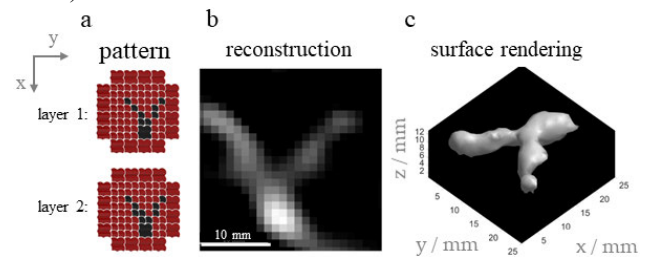 a
pattern
y
x
layer 1:
layer 2:
b
reconstruction
10 mm
c
surface rendering
z / mm
12
10
8
6
4
2
5
10
15
20
25
y / mm
5
10
15
20
25
x / mm